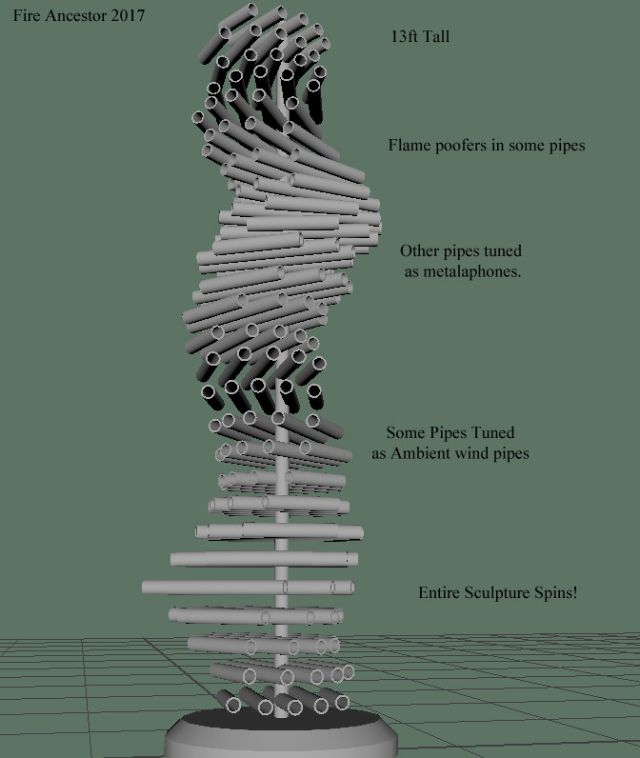 Fire Ancestor 2017
13ft Tall
Flame poofers in some pipes
Other pipes tuned
as metalaphones.
Some Pipes Tuned
as Ambient wind pipes
Entire Sculpture Spins!